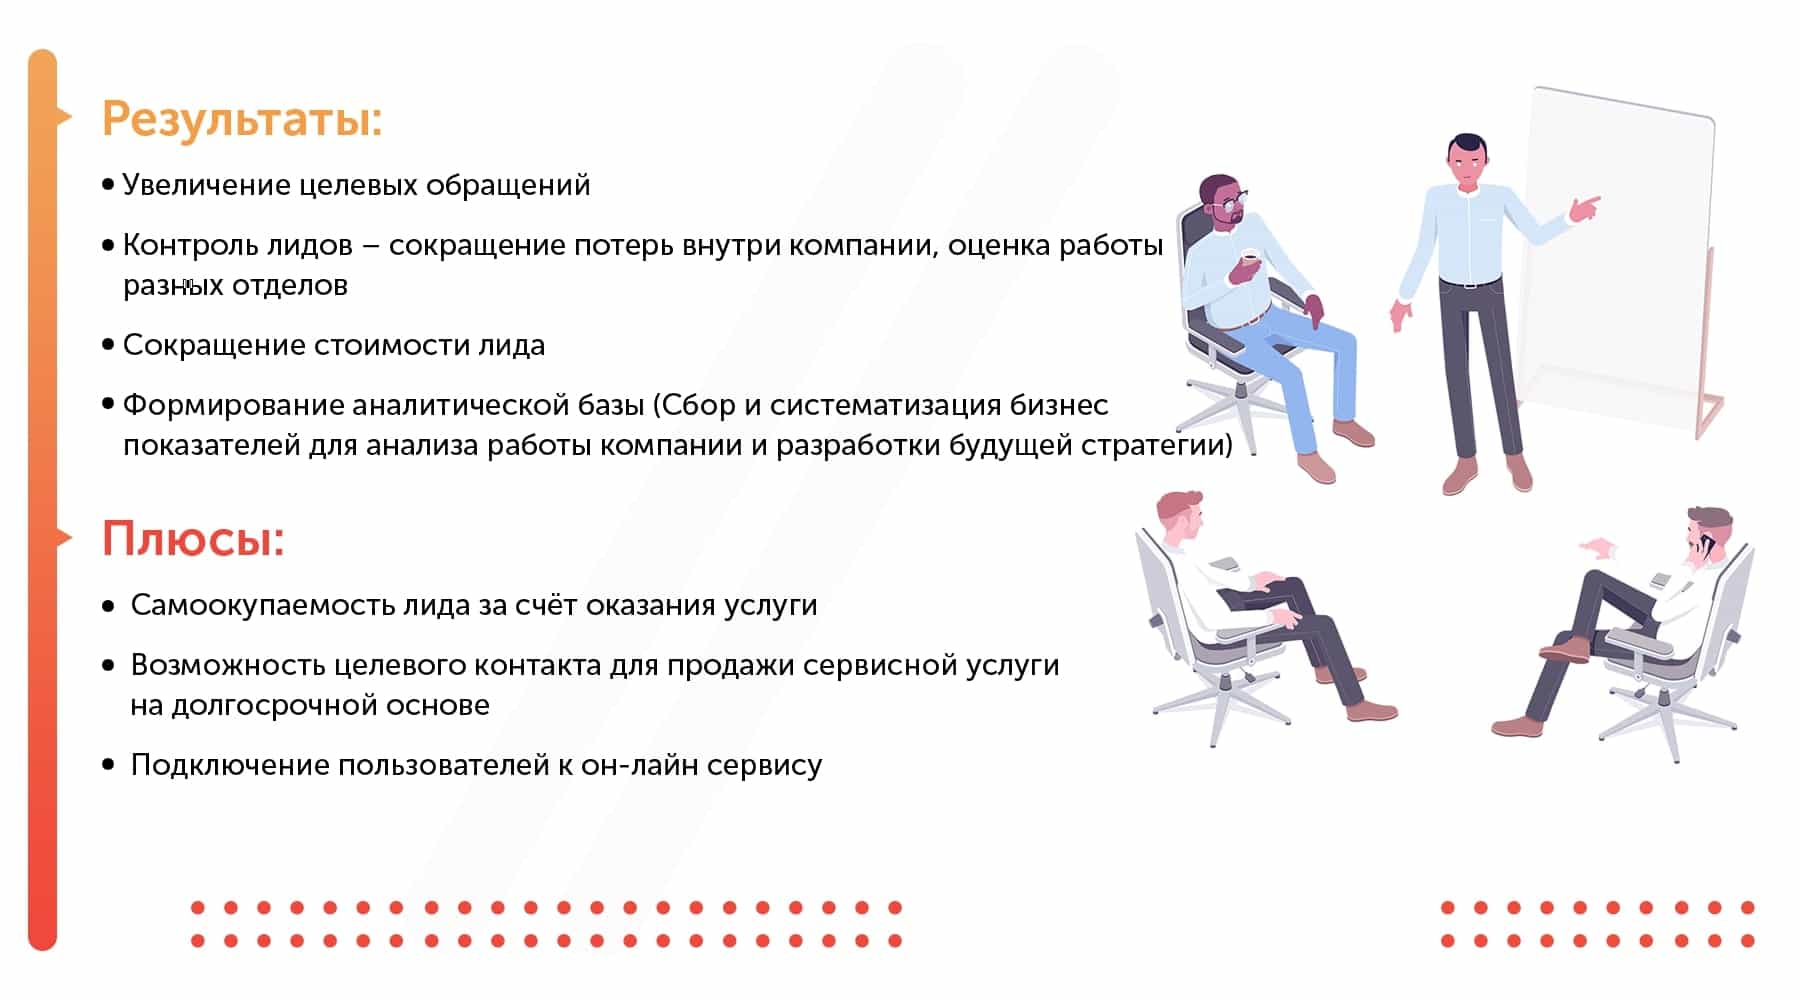 Результаты:
• Увеличение целевых обращений
• Контроль лидов – сокращение потерь внутри компании, оценка работы
разных отделов
• Сокращение стоимости лида
• Формирование аналитической базы (Сбор и систематизация бизнес
показателей для анализа работы компании и разработки будущей стратегии)
Плюсы:
• Самоокупаемость лида за счёт оказания услуги
• Возможность целевого контакта для продажи сервисной услуги
на долгосрочной основе
• Подключение пользователей к он-лайн сервису